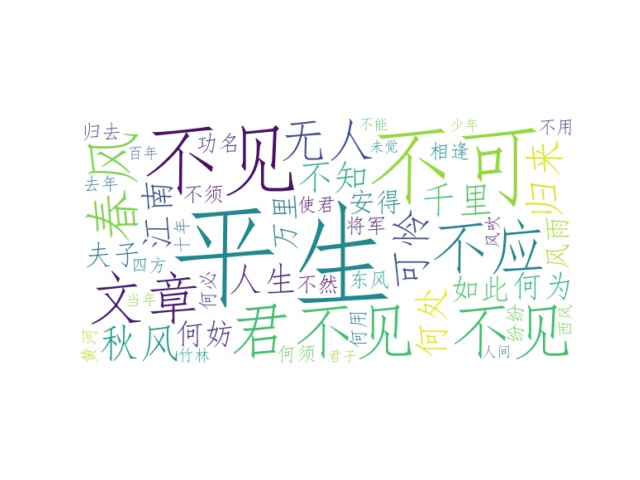 归去
不见
功名
无人
不能
不可
少年
不用
春风
百年
未觉
相逢
归来
去年
江南
不须
不知
千里
万里
使君
安得
将军
可怜
风吹
风雨
夫子
十年
平生
不应
四方
文章
何必
人生
不然
东风
如此
何为
当年
秋风
何妨
君不见
何用
何处
不见
纷纷
西风
黄河
竹林
何须
君子
人间